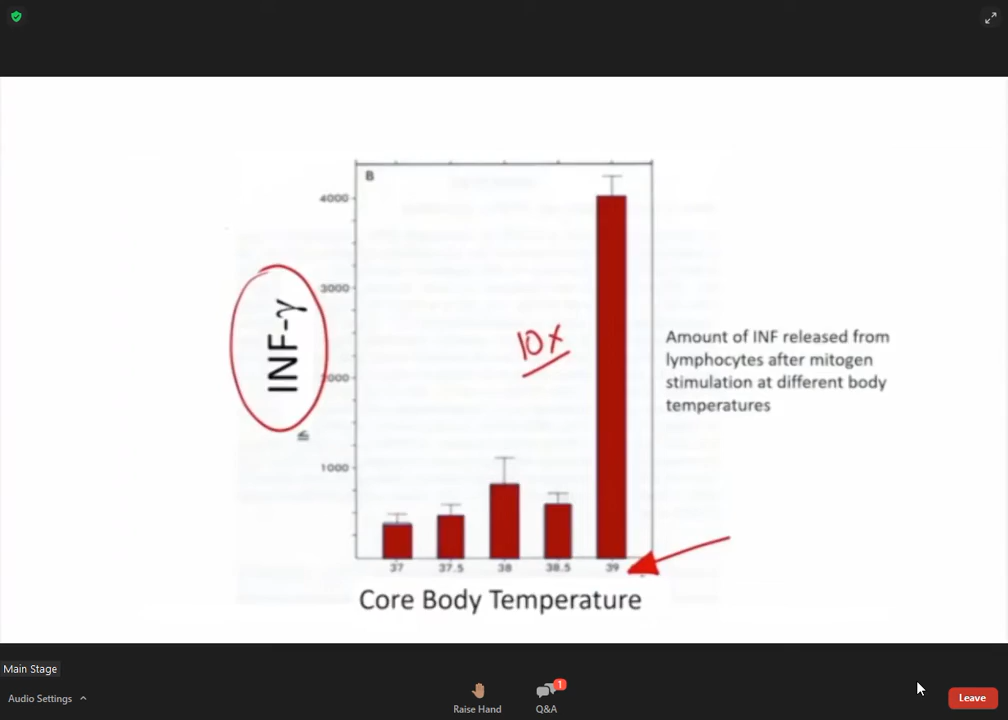 B
4000
3000
2000
1000
INF-γ
10x
Amount of INF released from
lymphocytes after mitogen
stimulation at different body
temperatures
37 37.5 38 38.5 39
Core Body Temperature
Main Stage
Audio Settings
Raise Hand
Q&A
1
Leave